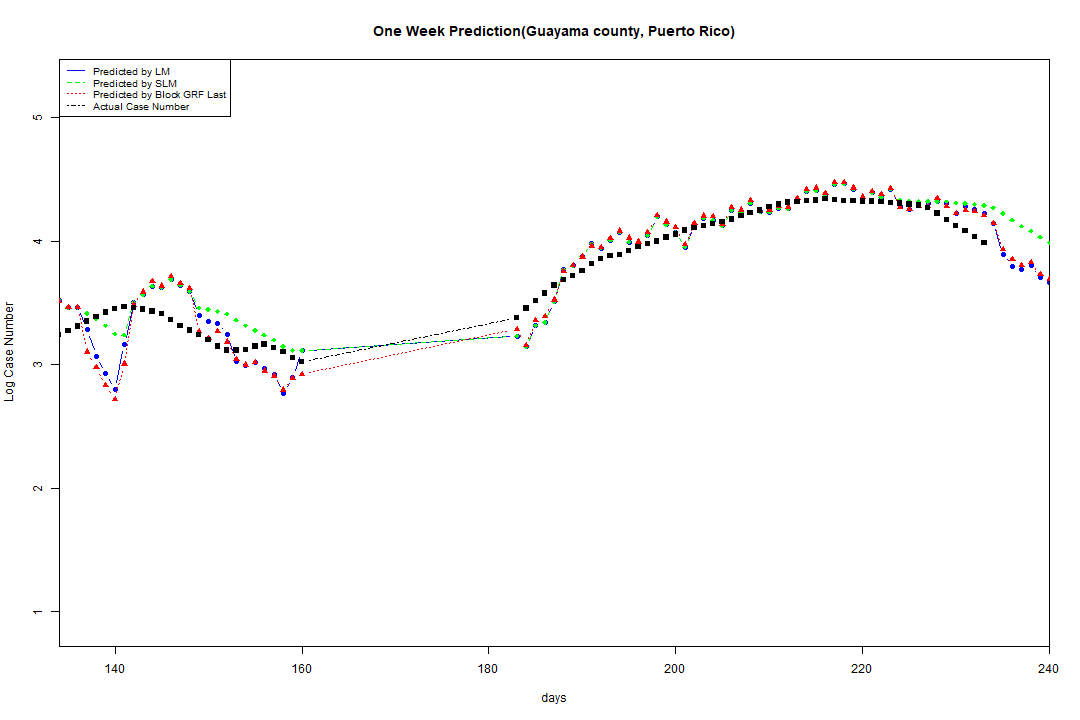 One Week Prediction(Guayama county, Puerto Rico)
Predicted by LM
Predicted by SLM
Predicted by Block GRF Last
Actual Case Number
5
4
3
2
1
Log Case Number
140 160 180 200 220 240
days